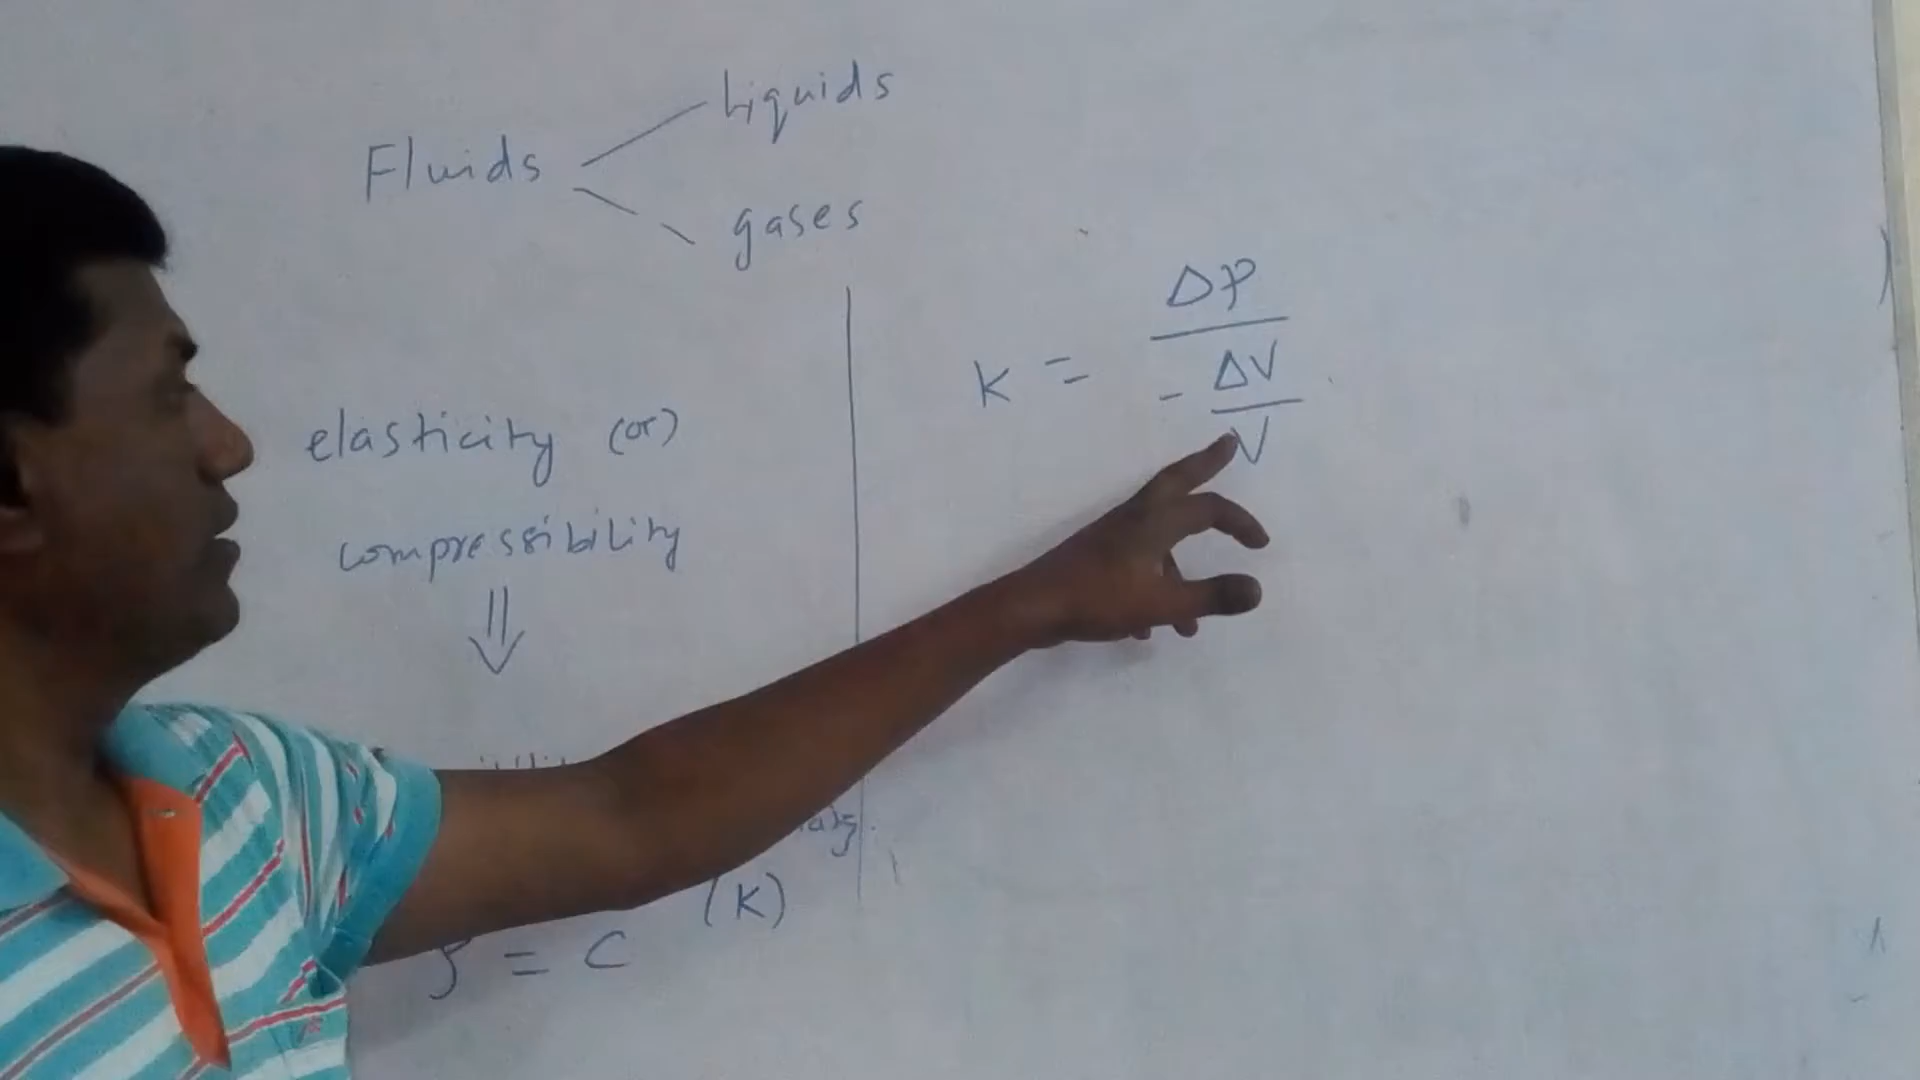 Liquids
Fluids
gases
elasticity (or)
compressibility
⇓
(K)
ρ = C
K = ΔP / - ΔV / V